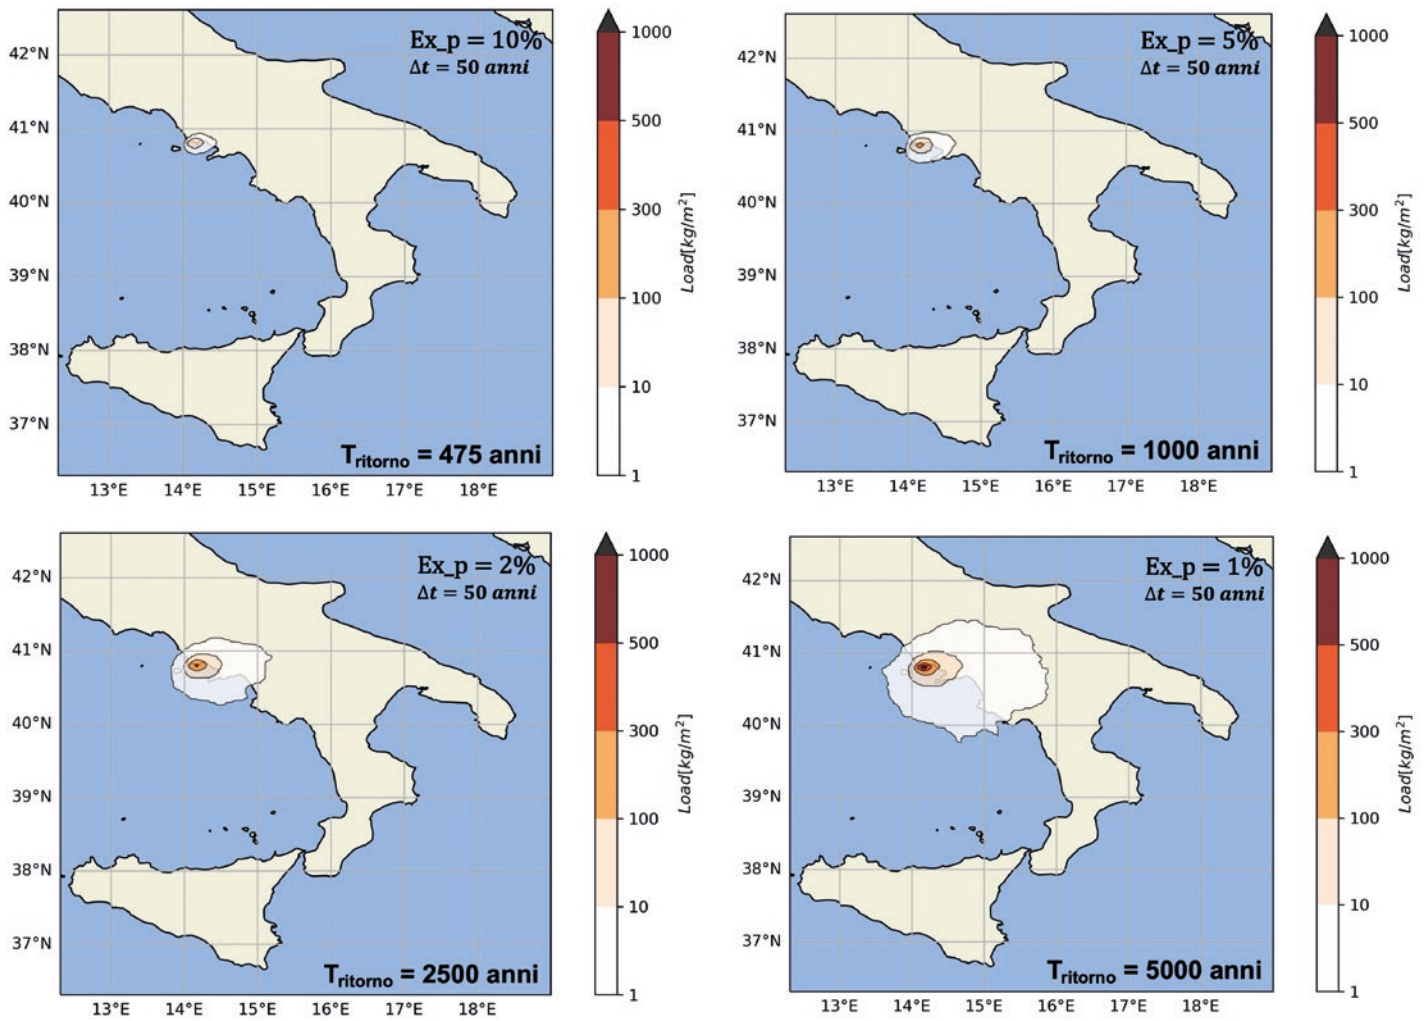 Ex_p = 10%
Δt = 50 anni
42°N
41°N
40°N
39°N
38°N
37°N
13°E 14°E 15°E 16°E 17°E 18°E
T_ritorno = 475 anni
1000
500
300
100
10
1
Load[kg/m²]
Ex_p = 5%
Δt = 50 anni
42°N
41°N
40°N
39°N
38°N
37°N
13°E 14°E 15°E 16°E 17°E 18°E
T_ritorno = 1000 anni
1000
500
300
100
10
1
Load[kg/m²]
Ex_p = 2%
Δt = 50 anni
42°N
41°N
40°N
39°N
38°N
37°N
13°E 14°E 15°E 16°E 17°E 18°E
T_ritorno = 2500 anni
1000
500
300
100
10
1
Load[kg/m²]
Ex_p = 1%
Δt = 50 anni
42°N
41°N
40°N
39°N
38°N
37°N
13°E 14°E 15°E 16°E 17°E 18°E
T_ritorno = 5000 anni
1000
500
300
100
10
1
Load[kg/m²]